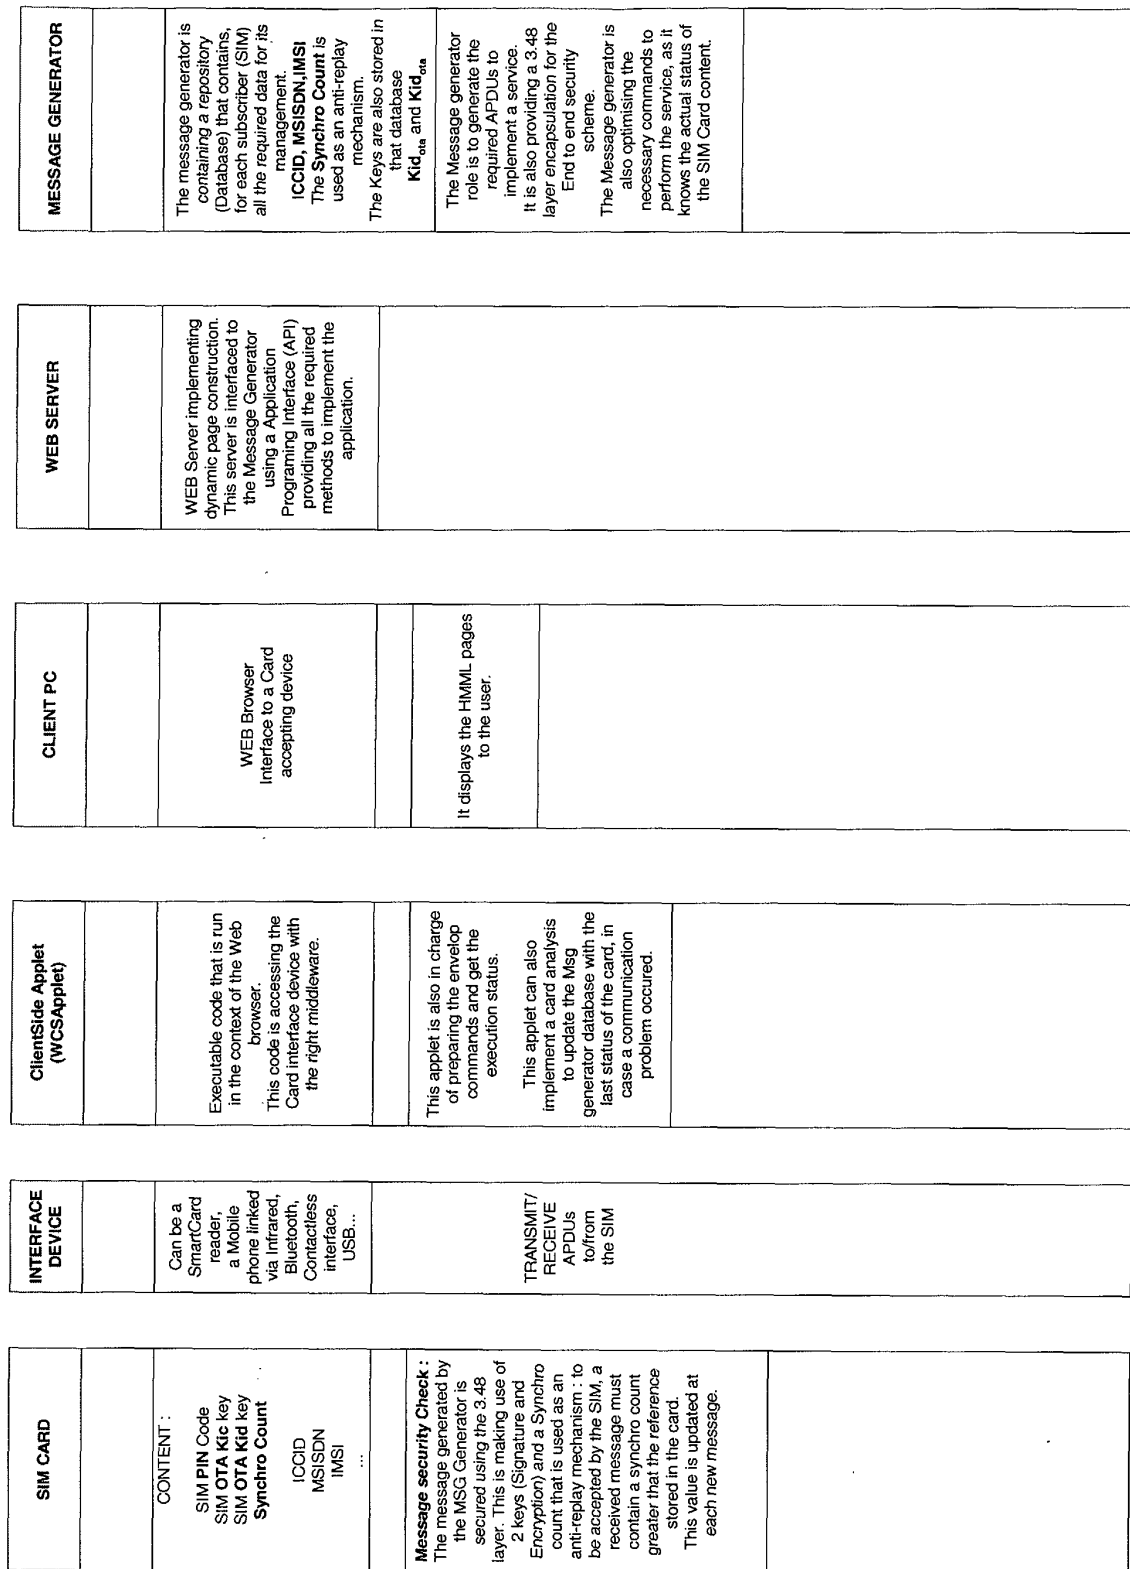 SIM CARD
CONTENT :
SIM PIN Code
SIM OTA Kic key
SIM OTA Kid key
Synchro Count
ICCID
MSISDN
IMSI
...
Message security Check :
The message generated by
the MSG Generator is
secured using the 3.48
layer. This is making use of
2 keys (Signature and
Encryption) and a Synchro
count that is used as an
anti-replay mechanism : to
be accepted by the SIM, a
received message must
contain a synchro count
greater that the reference
stored in the card.
This value is updated at
each new message.
INTERFACE
DEVICE
Can be a
SmartCard
reader,
a Mobile
phone linked
via Infrared,
Bluetooth,
Contactless
interface,
USB...
TRANSMIT/
RECEIVE
APDUs
to/from
the SIM
ClientSide Applet
(WCSApplet)
Executable code that is run
in the context of the Web
browser.
This code is accessing the
Card interface device with
the right middleware.
This applet is also in charge
of preparing the envelop
commands and get the
execution status.
This applet can also
implement a card analysis
to update the Msg
generator database with the
last status of the card, in
case a communication
problem occured.
CLIENT PC
WEB Browser
Interface to a Card
accepting device
It displays the HMML pages
to the user.
WEB SERVER
WEB Server implementing
dynamic page construction.
This server is interfaced to
the Message Generator
using a Application
Programing Interface (API)
providing all the required
methods to implement the
application.
MESSAGE GENERATOR
The message generator is
containing a repository
(Database) that contains,
for each subscriber (SIM)
all the required data for its
management.
ICCID, MSISDN,IMSI
The Synchro Count is
used as an anti-replay
mechanism.
The Keys are also stored in
that database
Kid_ota and Kid_ota
The Message generator
role is to generate the
required APDUs to
implement a service.
It is also providing a 3.48
layer encapsulation for the
End to end security
scheme.
The Message generator is
also optimising the
necessary commands to
perform the service, as it
knows the actual status of
the SIM Card content.